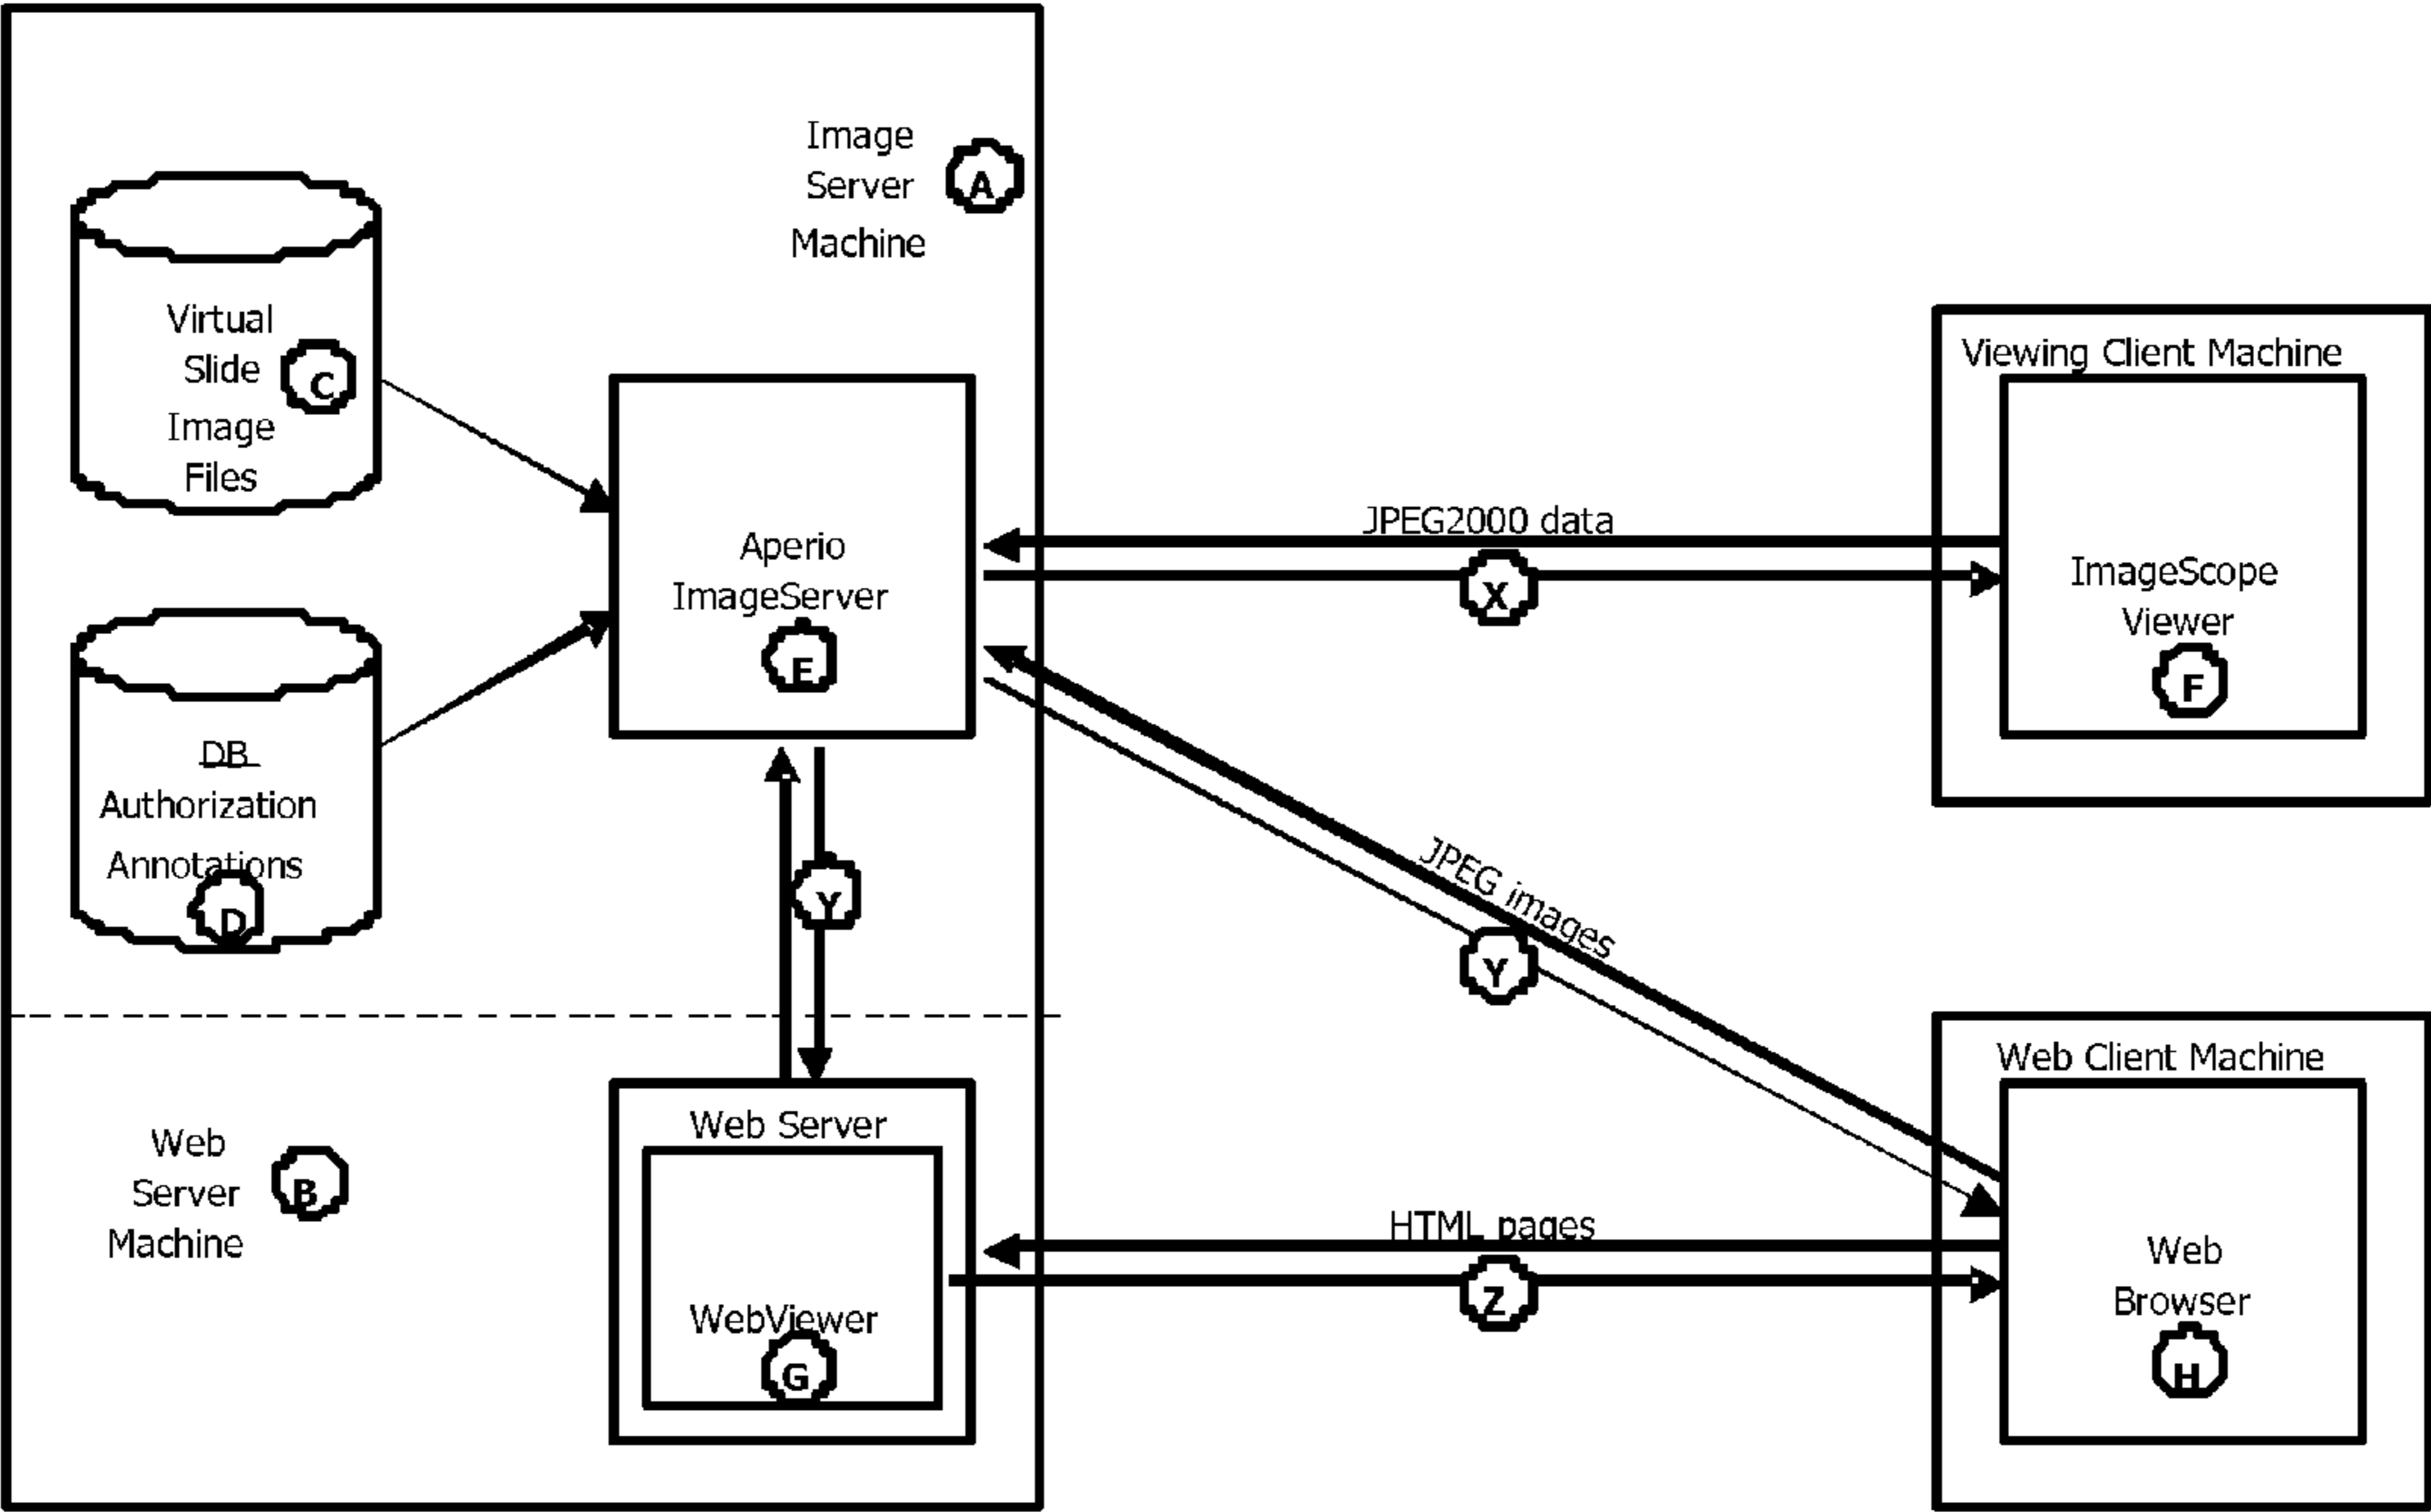 Image
Server
Machine
A
Virtual
Slide
Image
Files
C
Aperio
ImageServer
E
DB
Authorization
Annotations
D
Y
JPEG2000 data
X
Viewing Client Machine
ImageScope
Viewer
F
JPEG images
Y
Web
Server
Machine
B
Web Server
WebViewer
G
HTML pages
Z
Web Client Machine
Web
Browser
H